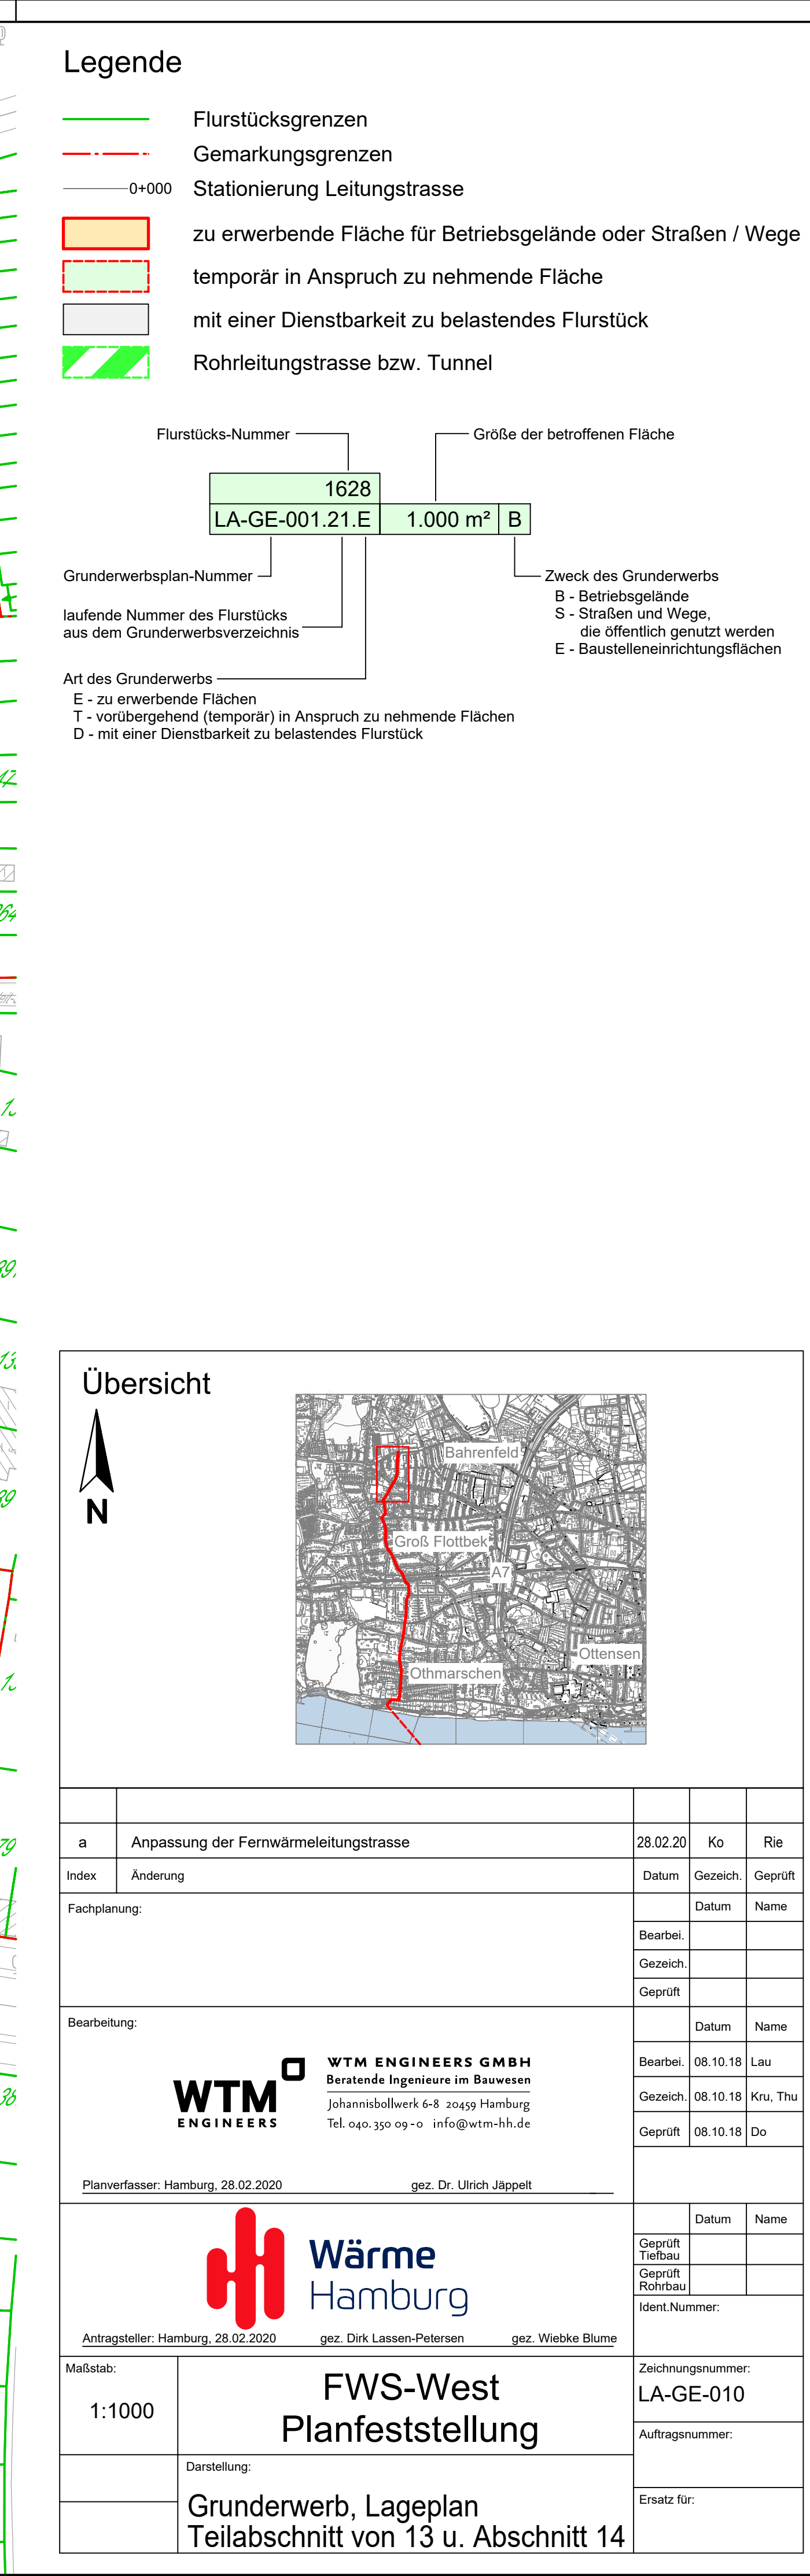 Legende
Flurstücksgrenzen
Gemarkungsgrenzen
0+000 Stationierung Leitungstrasse
zu erwerbende Fläche für Betriebsgelände oder Straßen / Wege
temporär in Anspruch zu nehmende Fläche
mit einer Dienstbarkeit zu belastendes Flurstück
Rohrleitungstrasse bzw. Tunnel
Flurstücks-Nummer
Größe der betroffenen Fläche
1628
LA-GE-001.21.E 1.000 m² B
Grunderwerbsplan-Nummer
laufende Nummer des Flurstücks
aus dem Grunderwerbsverzeichnis
Art des Grunderwerbs
E - zu erwerbende Flächen
T - vorübergehend (temporär) in Anspruch zu nehmende Flächen
D - mit einer Dienstbarkeit zu belastendes Flurstück
Zweck des Grunderwerbs
B - Betriebsgelände
S - Straßen und Wege,
die öffentlich genutzt werden
E - Baustelleneinrichtungsflächen
Übersicht
N
Bahrenfeld
Groß Flottbek
A7
Ottensen
Othmarschen
a Anpassung der Fernwärmeleitungstrasse 28.02.20 Ko Rie
Index Änderung Datum Gezeich. Geprüft
Fachplanung:
Datum Name
Bearbei.
Gezeich.
Geprüft
Bearbeitung:
WTM
ENGINEERS
WTM ENGINEERS GMBH
Beratende Ingenieure im Bauwesen
Johannisbollwerk 6-8 20459 Hamburg
Tel. 040.350 09-0 info@wtm-hh.de
Planverfasser: Hamburg, 28.02.2020 gez. Dr. Ulrich Jäppelt
Datum Name
Bearbei. 08.10.18 Lau
Gezeich. 08.10.18 Kru, Thu
Geprüft 08.10.18 Do
Wärme
Hamburg
Antragsteller: Hamburg, 28.02.2020 gez. Dirk Lassen-Petersen gez. Wiebke Blume
Datum Name
Geprüft
Tiefbau
Geprüft
Rohrbau
Ident.Nummer:
Maßstab:
1:1000
FWS-West
Planfeststellung
Zeichnungsnummer:
LA-GE-010
Auftragsnummer:
Darstellung:
Grunderwerb, Lageplan
Teilabschnitt von 13 u. Abschnitt 14
Ersatz für: